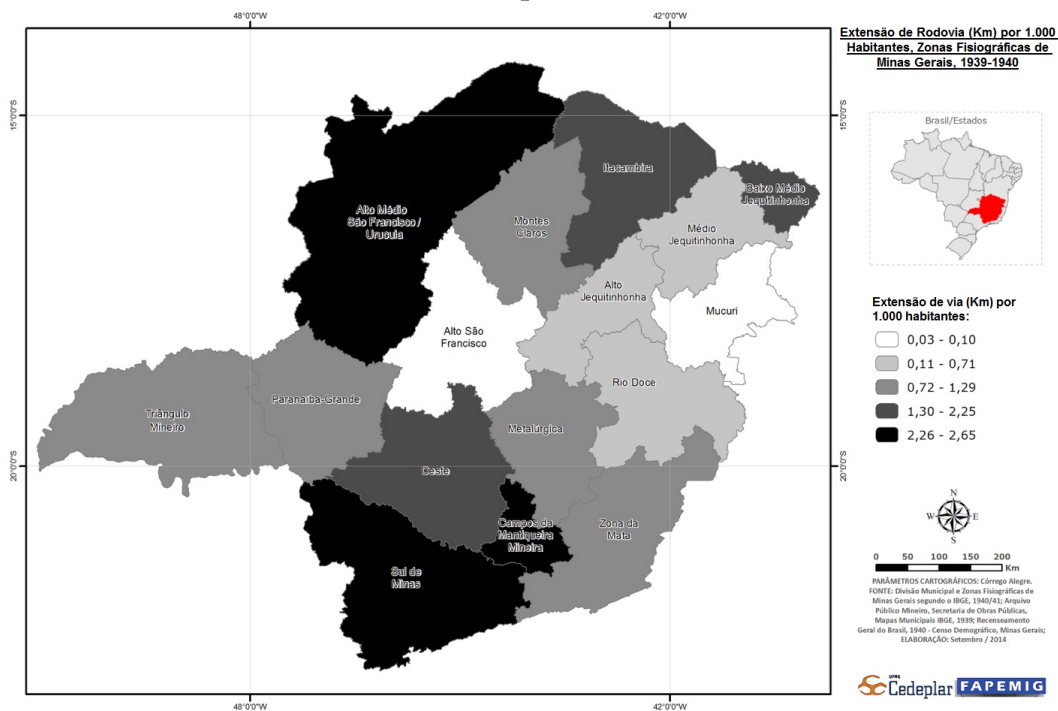 48°0'0"W
42°0'0"W
Extensão de Rodovia (Km) por 1.000
Habitantes, Zonas Fisiográficas de
Minas Gerais, 1939-1940
15°0'0"S
15°0'0"S
Brasil/Estados
Itacambira
Baixo Médio
Jequitinhonha
Alto Médio
São Francisco /
Urucuia
Montes
Claros
Médio
Jequitinhonha
Alto
Jequitinhonha
Mucuri
Alto São
Francisco
Rio Doce
Paranaíba-Grande
Triângulo
Mineiro
Metalúrgica
Oeste
Campos da
Mantiqueira
Mineira
Zona da
Mata
Sul de
Minas
20°0'0"S
20°0'0"S
Extensão de via (Km) por
1.000 habitantes:
0,03 - 0,10
0,11 - 0,71
0,72 - 1,29
1,30 - 2,25
2,26 - 2,65
N
W E
S
0 50 100 150 200
Km
PARÂMETROS CARTOGRÁFICOS: Córrego Alegre.
FONTE: Divisão Municipal e Zonas Fisiográficas de
Minas Gerais segundo o IBGE, 1940/41; Arquivo
Público Mineiro, Secretaria de Obras Públicas,
Mapas Municipais IBGE, 1939; Recenseamento
Geral do Brasil, 1940 - Censo Demográfico, Minas Gerais;
ELABORAÇÃO: Setembro / 2014
UFMG
Cedeplar FAPEMIG
48°0'0"W
42°0'0"W